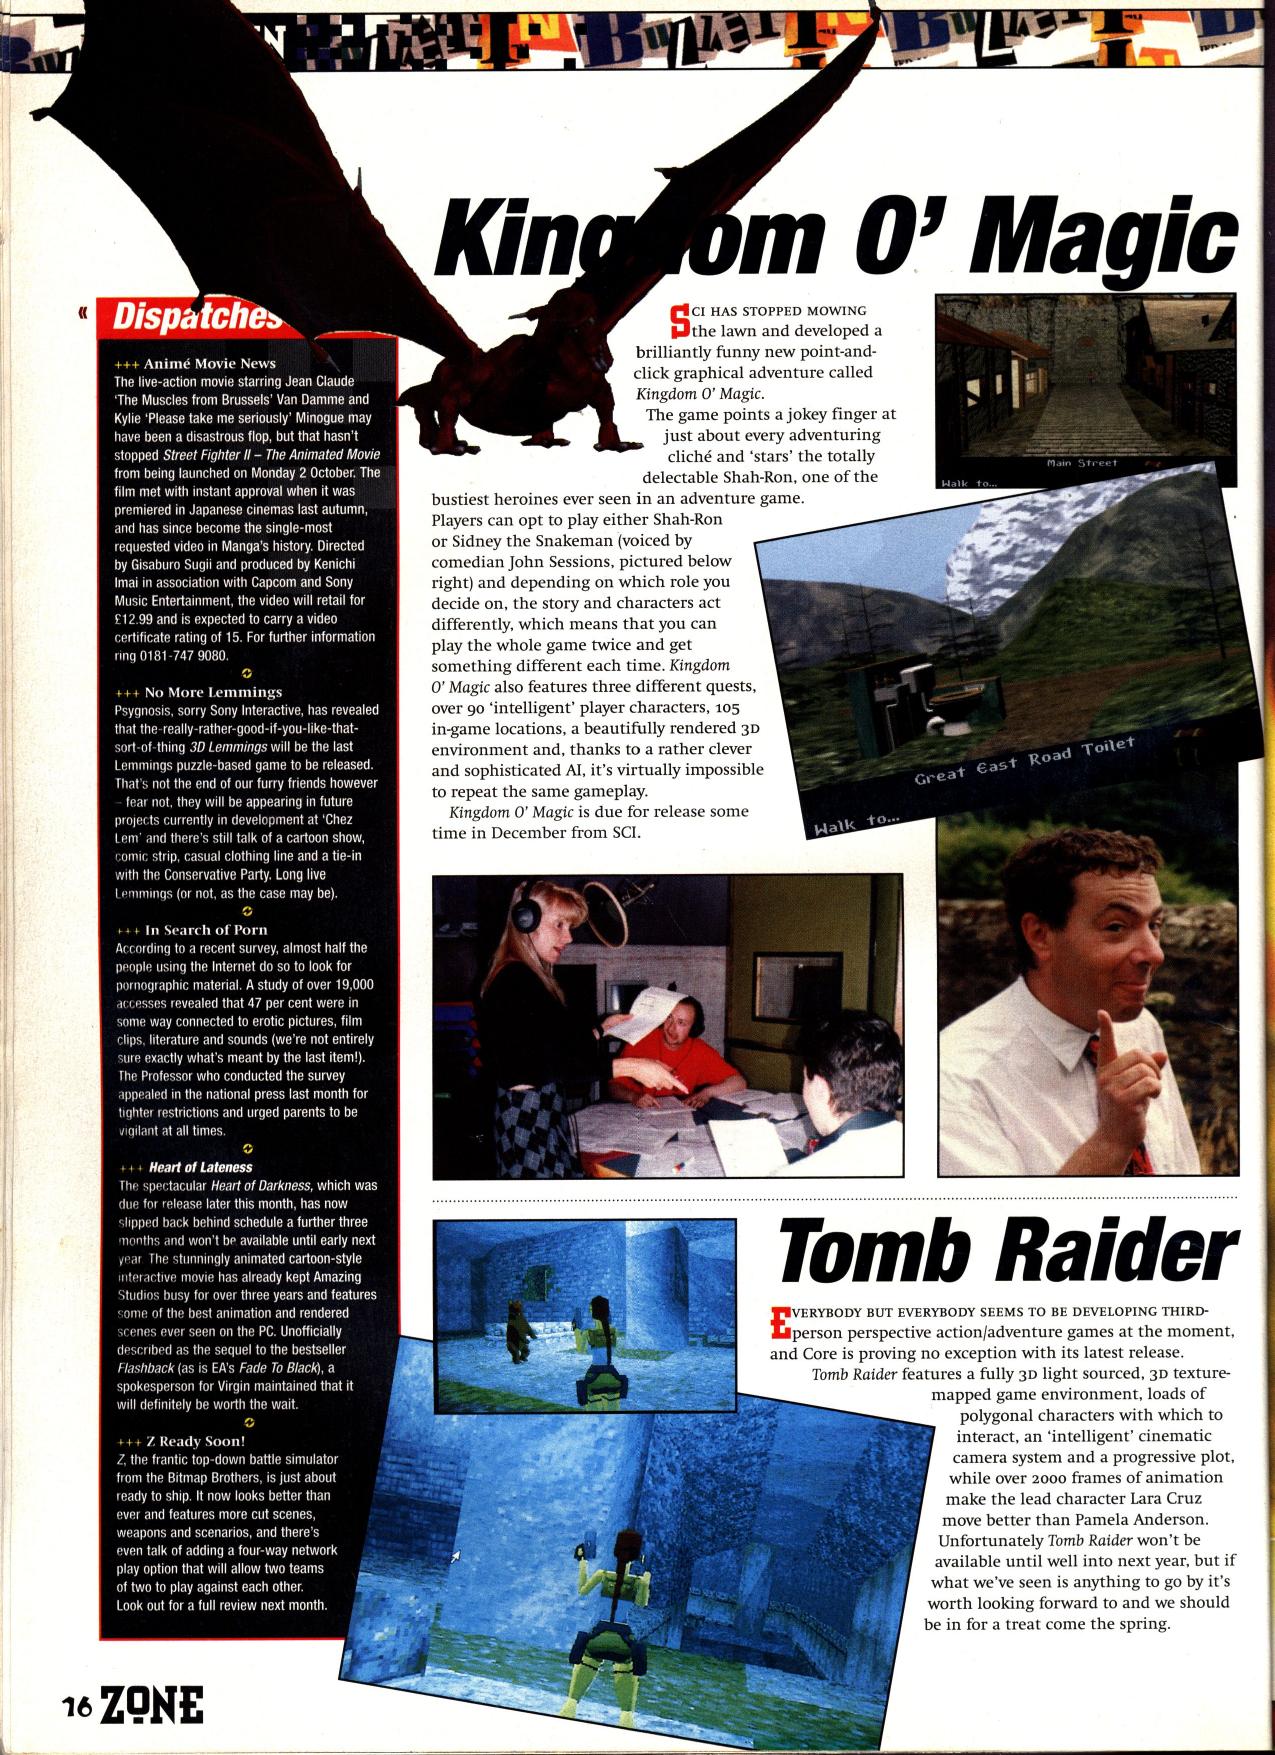 BULLETIN
Kingdom O' Magic
« Dispatches
+++ Animé Movie News
The live-action movie starring Jean Claude
'The Muscles from Brussels' Van Damme and
Kylie 'Please take me seriously' Minogue may
have been a disastrous flop, but that hasn't
stopped Street Fighter II – The Animated Movie
from being launched on Monday 2 October. The
film met with instant approval when it was
premiered in Japanese cinemas last autumn,
and has since become the single-most
requested video in Manga's history. Directed
by Gisaburo Sugii and produced by Kenichi
Imai in association with Capcom and Sony
Music Entertainment, the video will retail for
£12.99 and is expected to carry a video
certificate rating of 15. For further information
ring 0181-747 9080.
+++ No More Lemmings
Psygnosis, sorry Sony Interactive, has revealed
that the-really-rather-good-if-you-like-that-
sort-of-thing 3D Lemmings will be the last
Lemmings puzzle-based game to be released.
That's not the end of our furry friends however
– fear not, they will be appearing in future
projects currently in development at 'Chez
Lem' and there's still talk of a cartoon show,
comic strip, casual clothing line and a tie-in
with the Conservative Party. Long live
Lemmings (or not, as the case may be).
+++ In Search of Porn
According to a recent survey, almost half the
people using the Internet do so to look for
pornographic material. A study of over 19,000
accesses revealed that 47 per cent were in
some way connected to erotic pictures, film
clips, literature and sounds (we're not entirely
sure exactly what's meant by the last item!).
The Professor who conducted the survey
appealed in the national press last month for
tighter restrictions and urged parents to be
vigilant at all times.
+++ Heart of Lateness
The spectacular Heart of Darkness, which was
due for release later this month, has now
slipped back behind schedule a further three
months and won't be available until early next
year. The stunningly animated cartoon-style
interactive movie has already kept Amazing
Studios busy for over three years and features
some of the best animation and rendered
scenes ever seen on the PC. Unofficially
described as the sequel to the bestseller
Flashback (as is EA's Fade To Black), a
spokesperson for Virgin maintained that it
will definitely be worth the wait.
+++ Z Ready Soon!
Z, the frantic top-down battle simulator
from the Bitmap Brothers, is just about
ready to ship. It now looks better than
ever and features more cut scenes,
weapons and scenarios, and there's
even talk of adding a four-way network
play option that will allow two teams
of two to play against each other.
Look out for a full review next month.
SCI HAS STOPPED MOWING
the lawn and developed a
brilliantly funny new point-and-
click graphical adventure called
Kingdom O' Magic.
The game points a jokey finger at
just about every adventuring
cliché and 'stars' the totally
delectable Shah-Ron, one of the
bustiest heroines ever seen in an adventure game.
Players can opt to play either Shah-Ron
or Sidney the Snakeman (voiced by
comedian John Sessions, pictured below
right) and depending on which role you
decide on, the story and characters act
differently, which means that you can
play the whole game twice and get
something different each time. Kingdom
O' Magic also features three different quests,
over 90 'intelligent' player characters, 105
in-game locations, a beautifully rendered 3D
environment and, thanks to a rather clever
and sophisticated AI, it's virtually impossible
to repeat the same gameplay.
Kingdom O' Magic is due for release some
time in December from SCI.
Main Street
Walk to...
Great East Road Toilet
Walk to...
Tomb Raider
EVERYBODY BUT EVERYBODY SEEMS TO BE DEVELOPING THIRD-
person perspective action/adventure games at the moment,
and Core is proving no exception with its latest release.
Tomb Raider features a fully 3D light sourced, 3D texture-
mapped game environment, loads of
polygonal characters with which to
interact, an 'intelligent' cinematic
camera system and a progressive plot,
while over 2000 frames of animation
make the lead character Lara Cruz
move better than Pamela Anderson.
Unfortunately Tomb Raider won't be
available until well into next year, but if
what we've seen is anything to go by it's
worth looking forward to and we should
be in for a treat come the spring.
16 ZONE